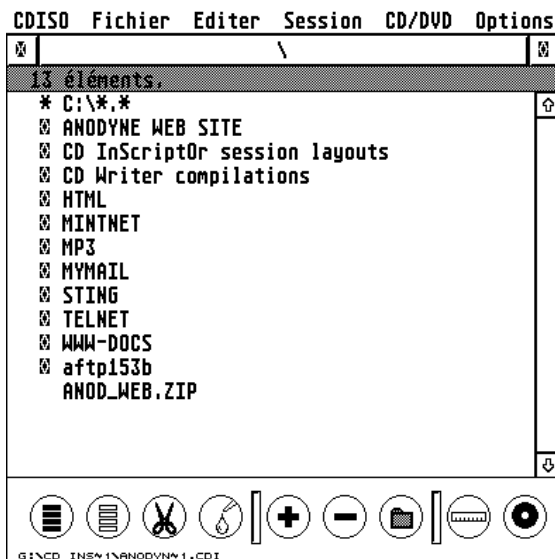 CDISO Fichier Editer Session CD/DVD Options
\
13 éléments.
* C:\*.*
ANODYNE WEB SITE
CD InScriptOr session layouts
CD Writer compilations
HTML
MINTNET
MP3
MYMAIL
STING
TELNET
WWW-DOCS
aftp153b
ANOD_WEB.ZIP
G:\CD_INS~1\ANODYN~1.CDI